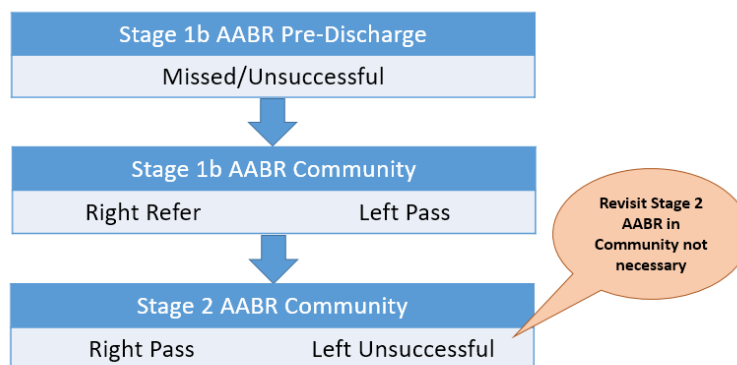 Stage 1b AABR Pre-Discharge
Missed/Unsuccessful
Stage 1b AABR Community
Right Refer Left Pass
Revisit Stage 2
AABR in
Community not
necessary
Stage 2 AABR Community
Right Pass Left Unsuccessful